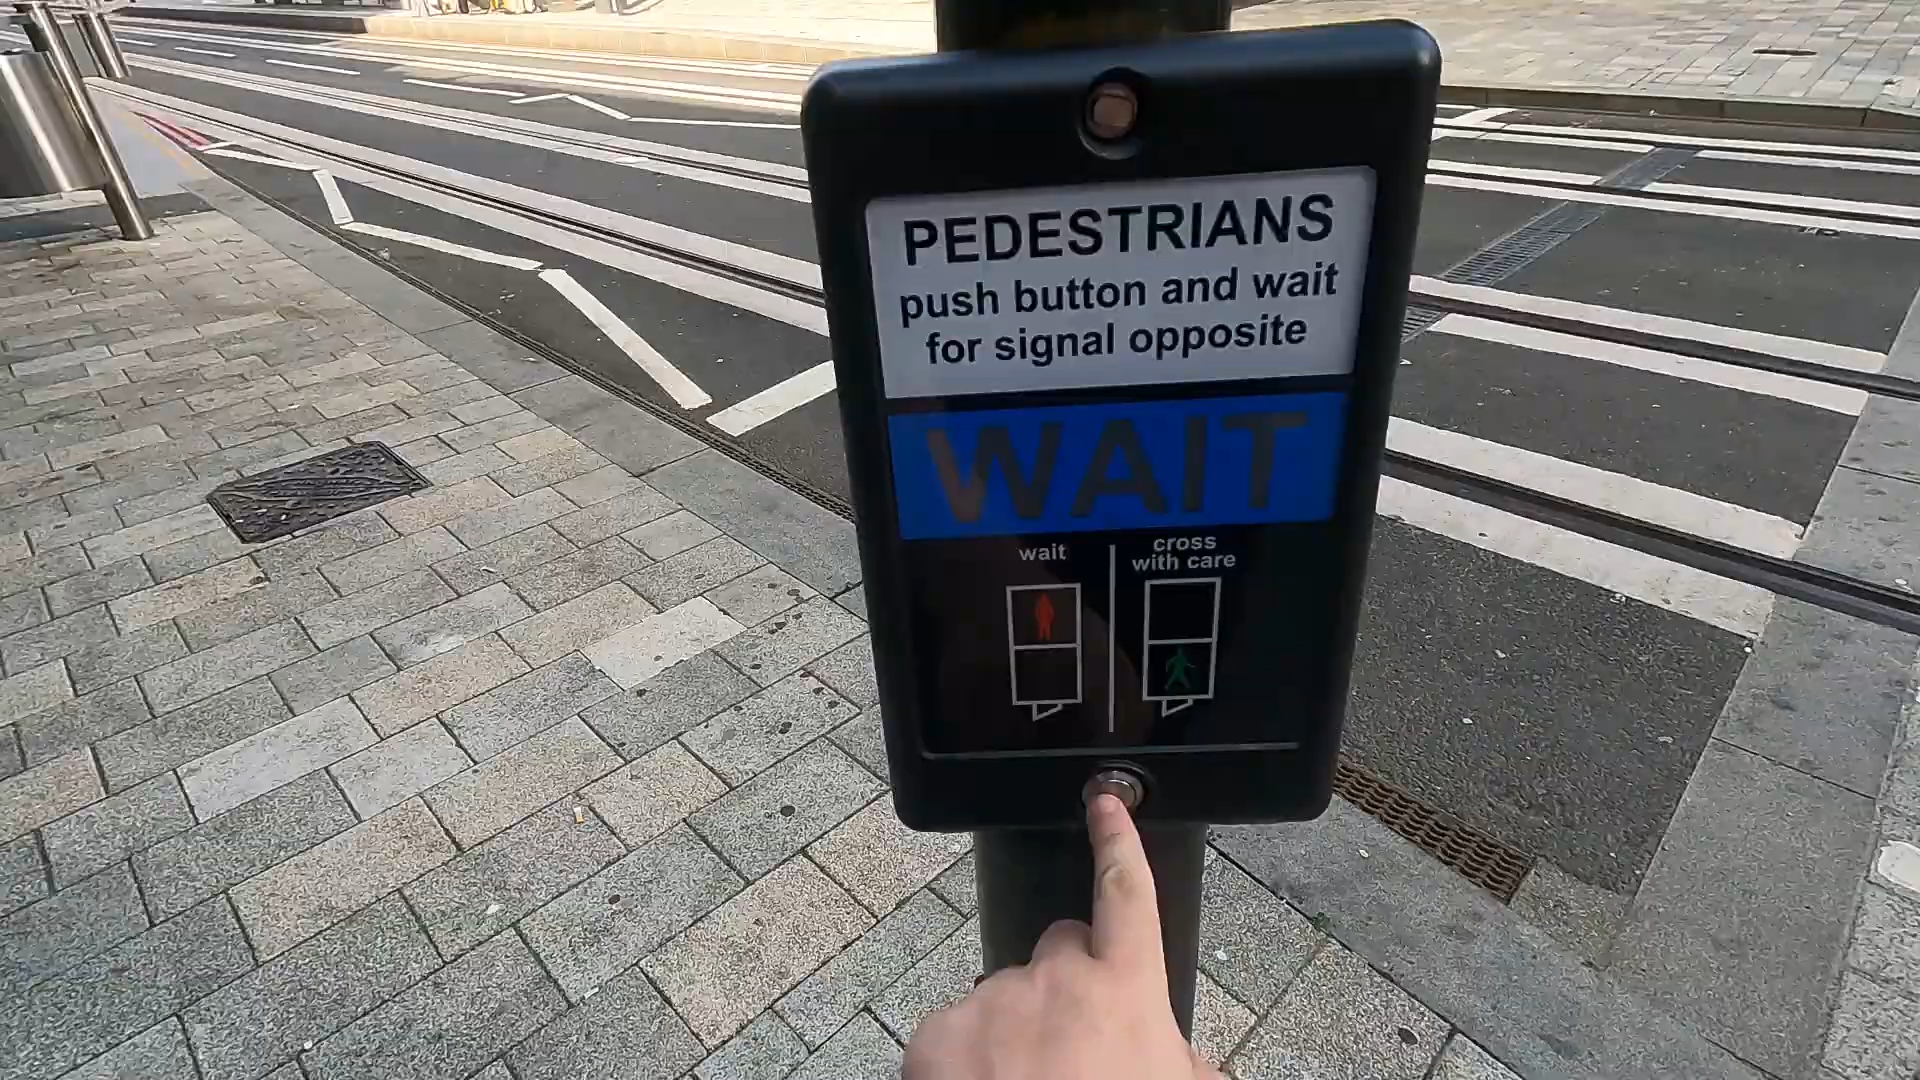 PEDESTRIANS
push button and wait
for signal opposite
WAIT
wait
cross
with care